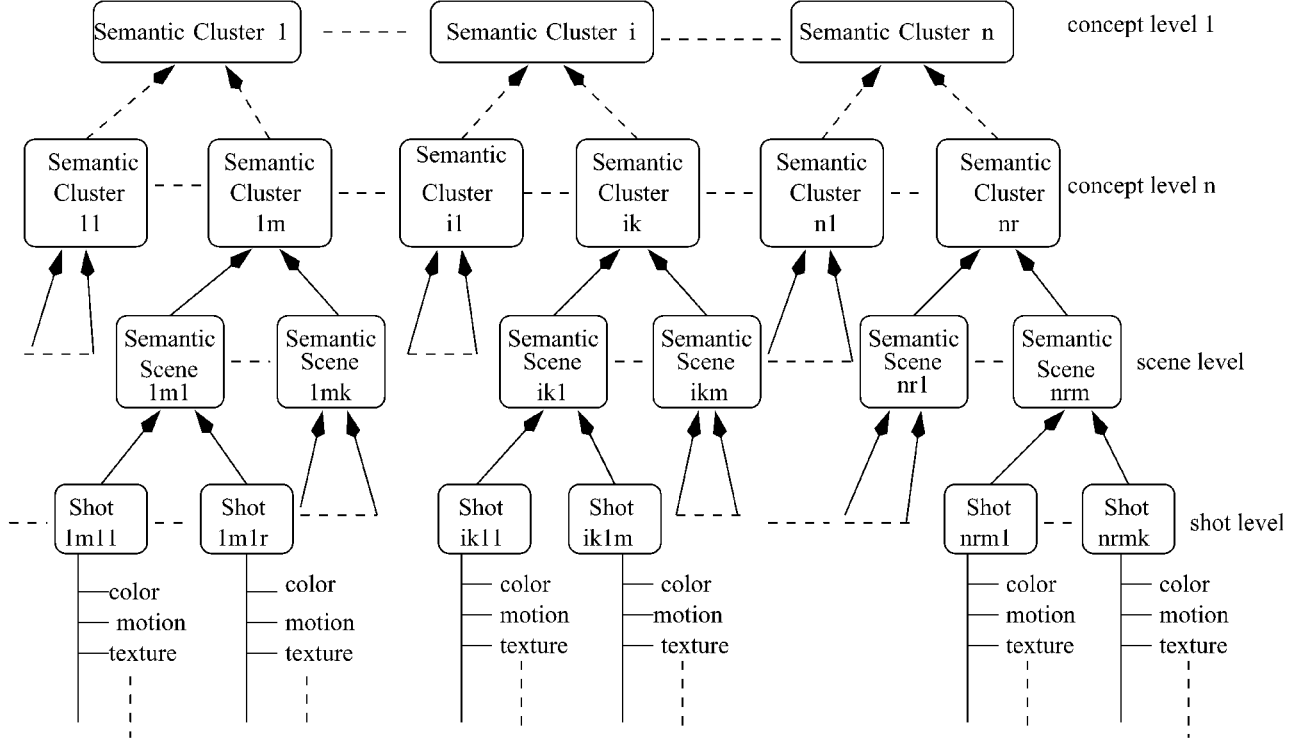 Semantic Cluster 1
Semantic Cluster i
Semantic Cluster n
concept level 1
Semantic
Cluster
11
Semantic
Cluster
1m
Semantic
Cluster
i1
Semantic
Cluster
ik
Semantic
Cluster
n1
Semantic
Cluster
nr
concept level n
Semantic
Scene
1m1
Semantic
Scene
1mk
Semantic
Scene
ik1
Semantic
Scene
ikm
Semantic
Scene
nr1
Semantic
Scene
nrm
scene level
Shot
1m11
Shot
1m1r
Shot
ik11
Shot
ik1m
Shot
nrm1
Shot
nrmk
shot level
color
motion
texture
color
motion
texture
color
motion
texture
color
motion
texture
color
motion
texture
color
motion
texture